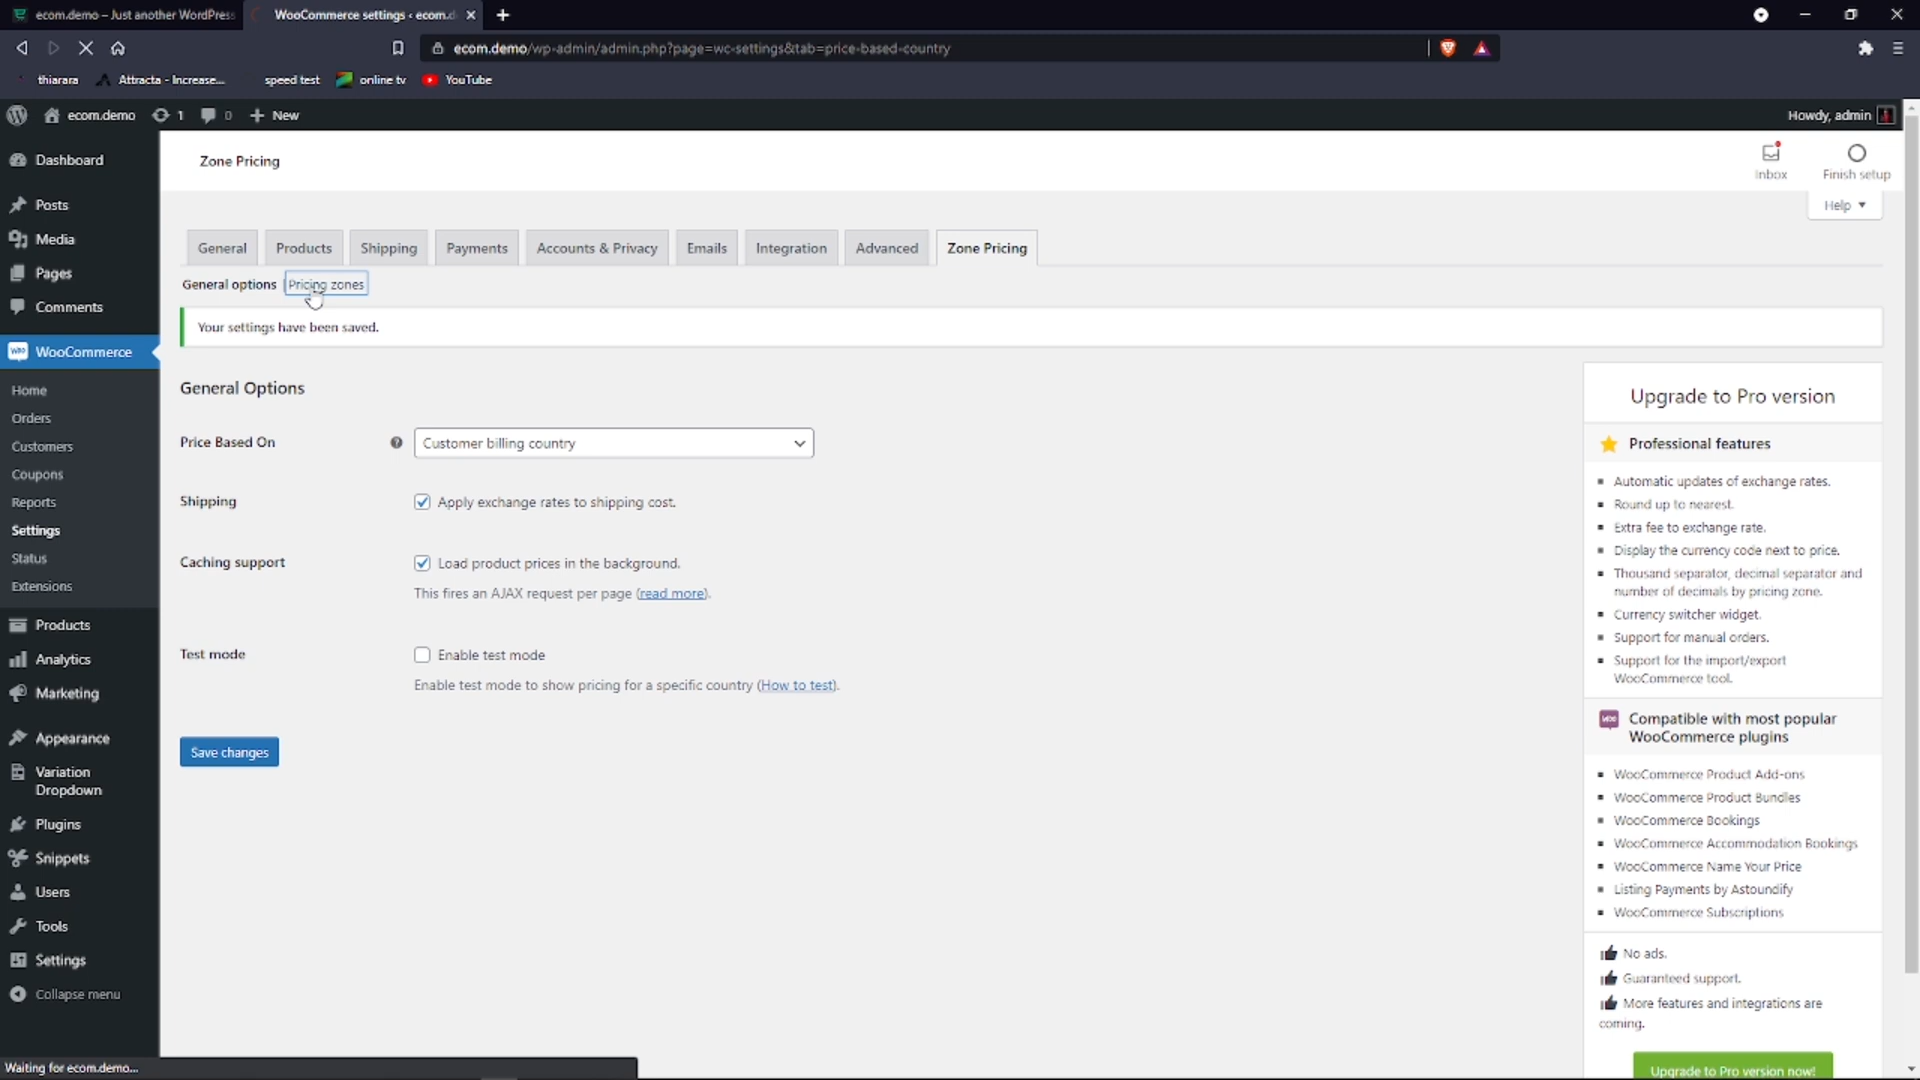 ecom.demo – Just another WordPress
WooCommerce settings ‹ ecom.d
ecom.demo/wp-admin/admin.php?page=wc-settings&tab=price-based-country
thiarara
Attracta - Increase...
speed test
online tv
YouTube
ecom.demo
1
0
New
Howdy, admin
Dashboard
Posts
Media
Pages
Comments
WooCommerce
Home
Orders
Customers
Coupons
Reports
Settings
Status
Extensions
Products
Analytics
Marketing
Appearance
Variation
Dropdown
Plugins
Snippets
Users
Tools
Settings
Collapse menu
Zone Pricing
Inbox
Finish setup
Help
General
Products
Shipping
Payments
Accounts & Privacy
Emails
Integration
Advanced
Zone Pricing
General options
Pricing zones
Your settings have been saved.
General Options
Price Based On
Customer billing country
Shipping
Apply exchange rates to shipping cost.
Caching support
Load product prices in the background.
This fires an AJAX request per page (read more).
Test mode
Enable test mode
Enable test mode to show pricing for a specific country (How to test).
Save changes
Upgrade to Pro version
Professional features
Automatic updates of exchange rates.
Round up to nearest.
Extra fee to exchange rate.
Display the currency code next to price.
Thousand separator, decimal separator and
number of decimals by pricing zone.
Currency switcher widget.
Support for manual orders.
Support for the import/export
WooCommerce tool.
Compatible with most popular
WooCommerce plugins
WooCommerce Product Add-ons
WooCommerce Product Bundles
WooCommerce Bookings
WooCommerce Accommodation Bookings
WooCommerce Name Your Price
Listing Payments by Astoundify
WooCommerce Subscriptions
No ads.
Guaranteed support.
More features and integrations are
coming.
Upgrade to Pro version now!
Waiting for ecom.demo...